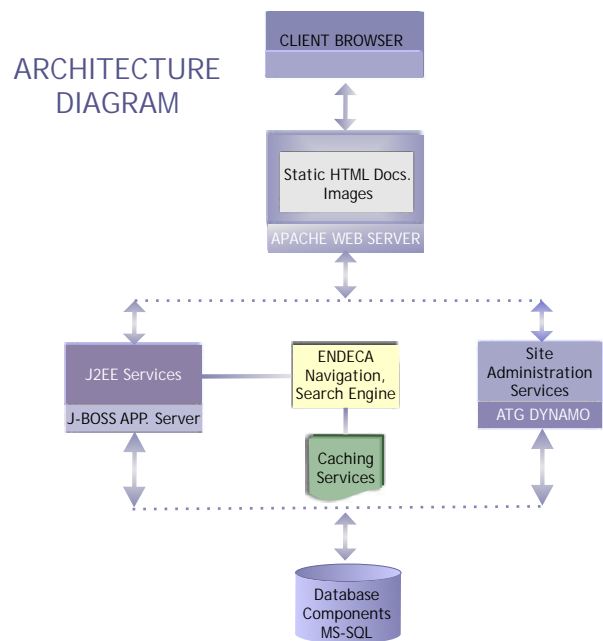 ARCHITECTURE
DIAGRAM
CLIENT BROWSER
Static HTML Docs.
Images
APACHE WEB SERVER
J2EE Services
J-BOSS APP. Server
ENDECA
Navigation,
Search Engine
Caching
Services
Site
Administration
Services
ATG DYNAMO
Database
Components
MS-SQL